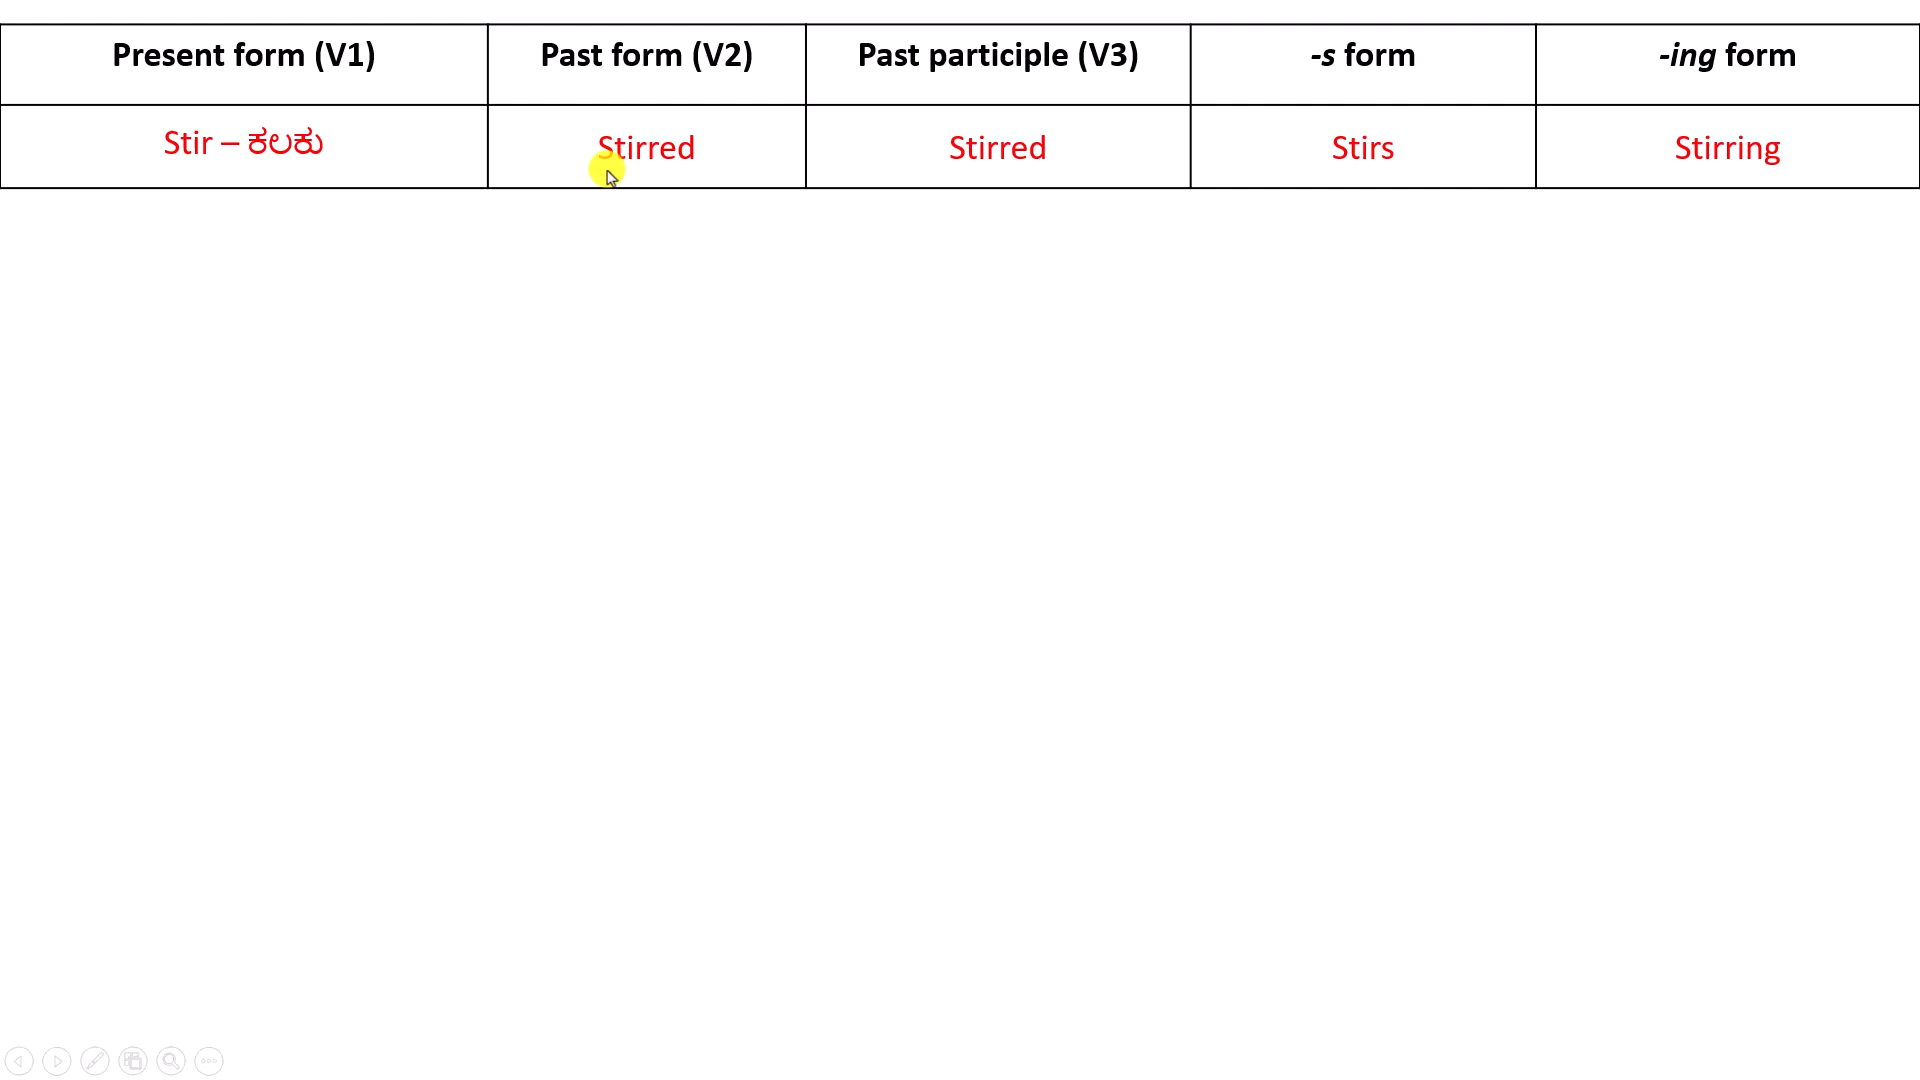 Present form (V1) Past form (V2) Past participle (V3) -s form -ing form
Stir – ಕಲಕು Stirred Stirred Stirs Stirring